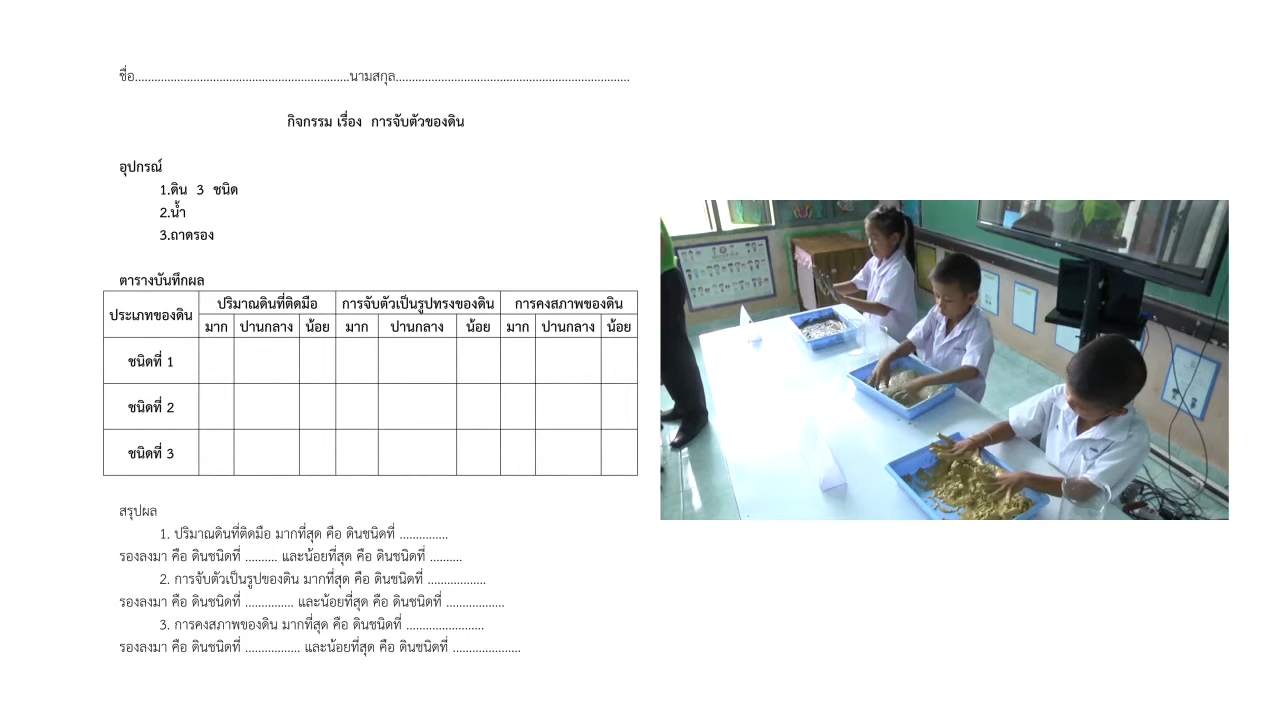 ชื่อ..................................................................นามสกุล........................................................................
กิจกรรม เรื่อง การจับตัวของดิน
อุปกรณ์
1.ดิน 3 ชนิด
2.น้ำ
3.ถาดรอง
ตารางบันทึกผล
ประเภทของดิน ปริมาณดินที่ติดมือ การจับตัวเป็นรูปทรงของดิน การคงสภาพของดิน
มาก ปานกลาง น้อย มาก ปานกลาง น้อย มาก ปานกลาง น้อย
ชนิดที่ 1
ชนิดที่ 2
ชนิดที่ 3
สรุปผล
1. ปริมาณดินที่ติดมือ มากที่สุด คือ ดินชนิดที่ ...............
รองลงมา คือ ดินชนิดที่ .......... และน้อยที่สุด คือ ดินชนิดที่ ..........
2. การจับตัวเป็นรูปของดิน มากที่สุด คือ ดินชนิดที่ ..................
รองลงมา คือ ดินชนิดที่ ............... และน้อยที่สุด คือ ดินชนิดที่ ..................
3. การคงสภาพของดิน มากที่สุด คือ ดินชนิดที่ ........................
รองลงมา คือ ดินชนิดที่ ................. และน้อยที่สุด คือ ดินชนิดที่ .....................